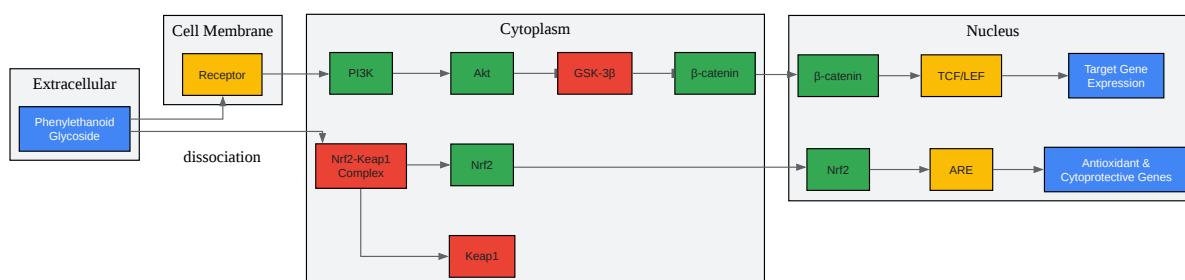 Extracellular
Phenylethanoid
Glycoside
dissociation
Cell Membrane
Receptor
Cytoplasm
PI3K
Akt
GSK-3β
β-catenin
Nrf2-Keap1
Complex
Nrf2
Keap1
Nucleus
β-catenin
TCF/LEF
Target Gene
Expression
Nrf2
ARE
Antioxidant &
Cytoprotective Genes